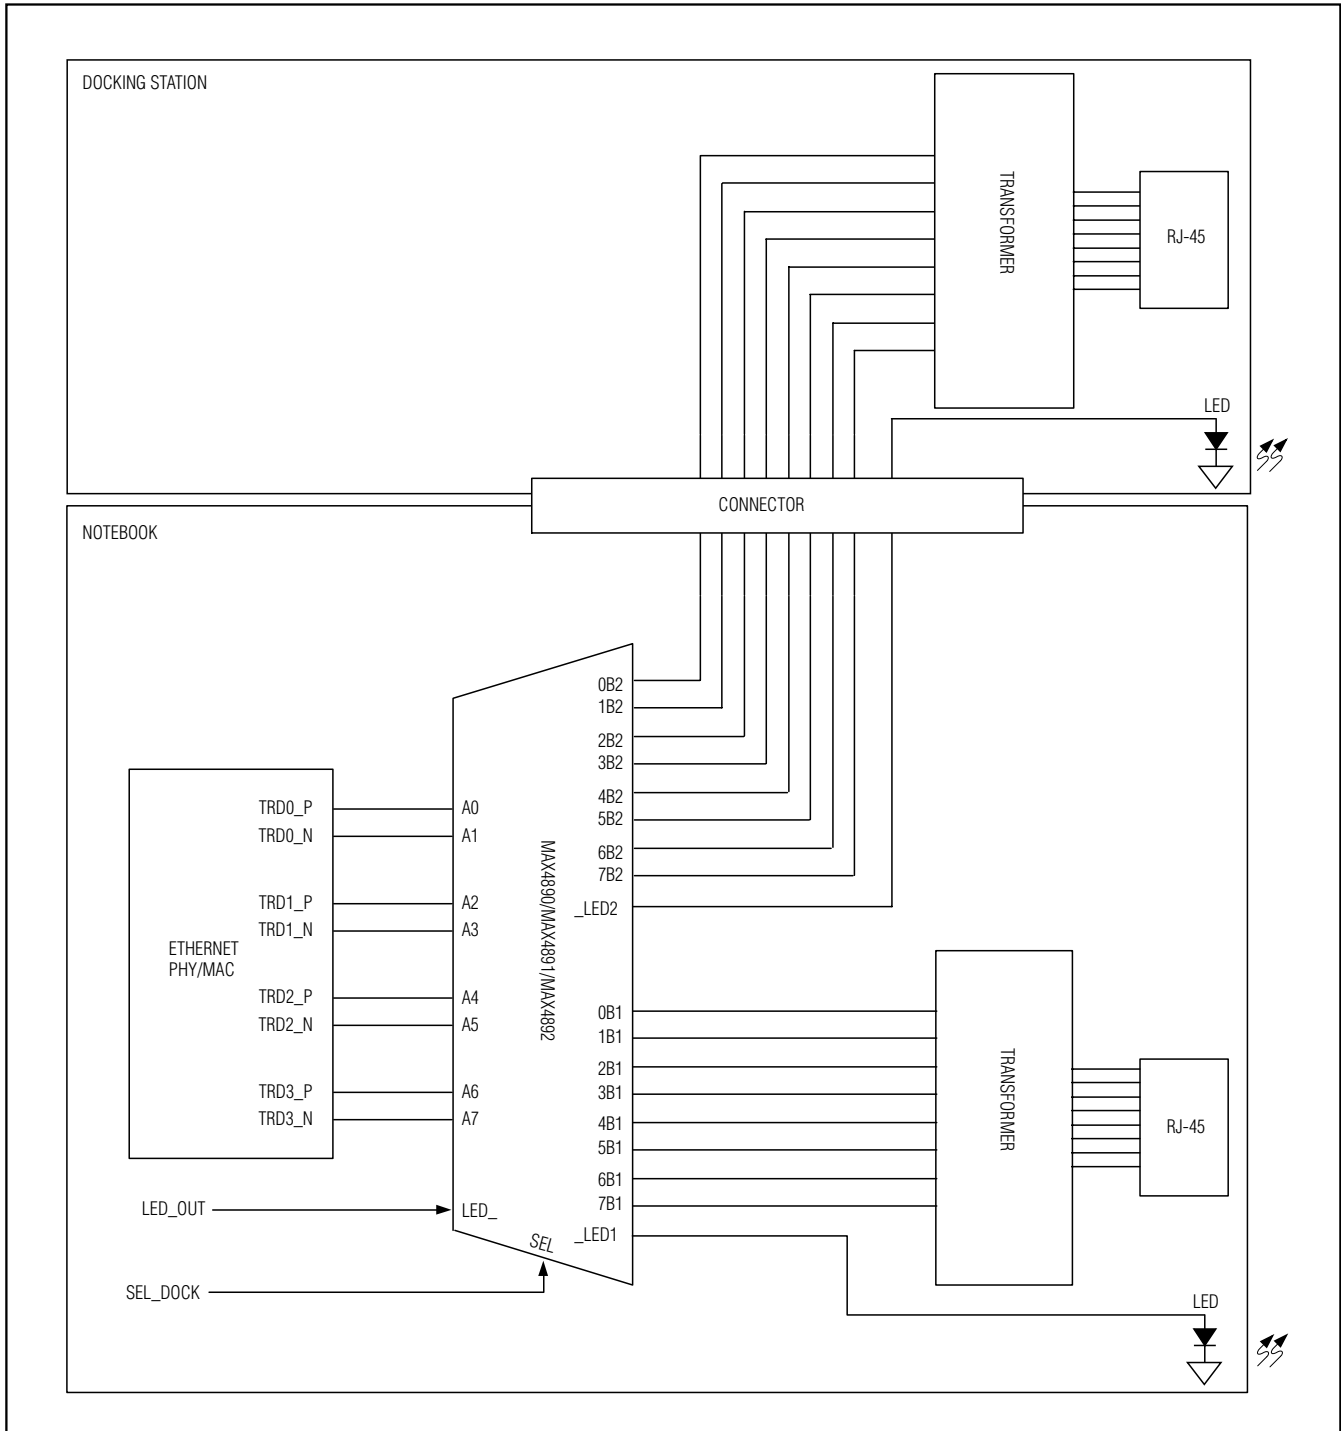 DOCKING STATION
TRANSFORMER
RJ-45
LED
CONNECTOR
NOTEBOOK
0B2
1B2
2B2
3B2
4B2
5B2
6B2
7B2
_LED2
TRD0_P
TRD0_N
TRD1_P
TRD1_N
TRD2_P
TRD2_N
TRD3_P
TRD3_N
ETHERNET
PHY/MAC
A0
A1
A2
A3
A4
A5
A6
A7
MAX4890/MAX4891/MAX4892
0B1
1B1
2B1
3B1
4B1
5B1
6B1
7B1
_LED1
TRANSFORMER
RJ-45
LED_OUT
LED_
SEL
SEL_DOCK
LED